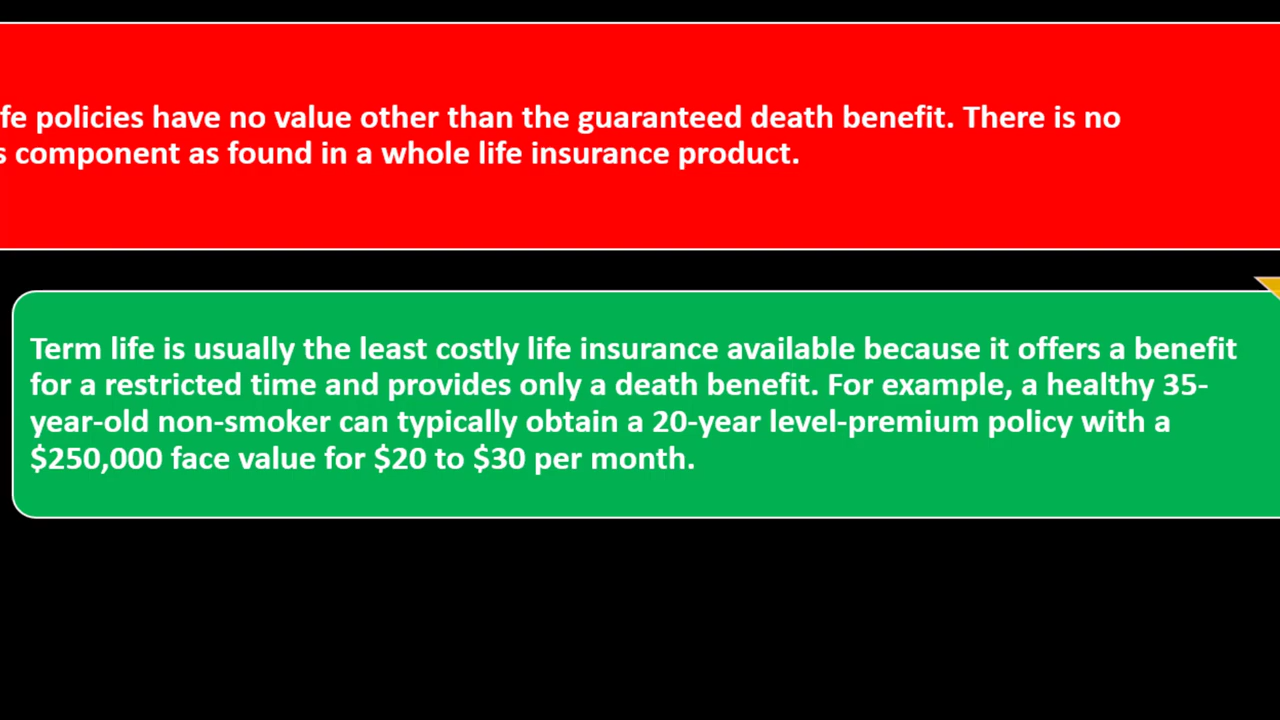 fe policies have no value other than the guaranteed death benefit. There is no
s component as found in a whole life insurance product.
Term life is usually the least costly life insurance available because it offers a benefit
for a restricted time and provides only a death benefit. For example, a healthy 35-
year-old non-smoker can typically obtain a 20-year level-premium policy with a
$250,000 face value for $20 to $30 per month.